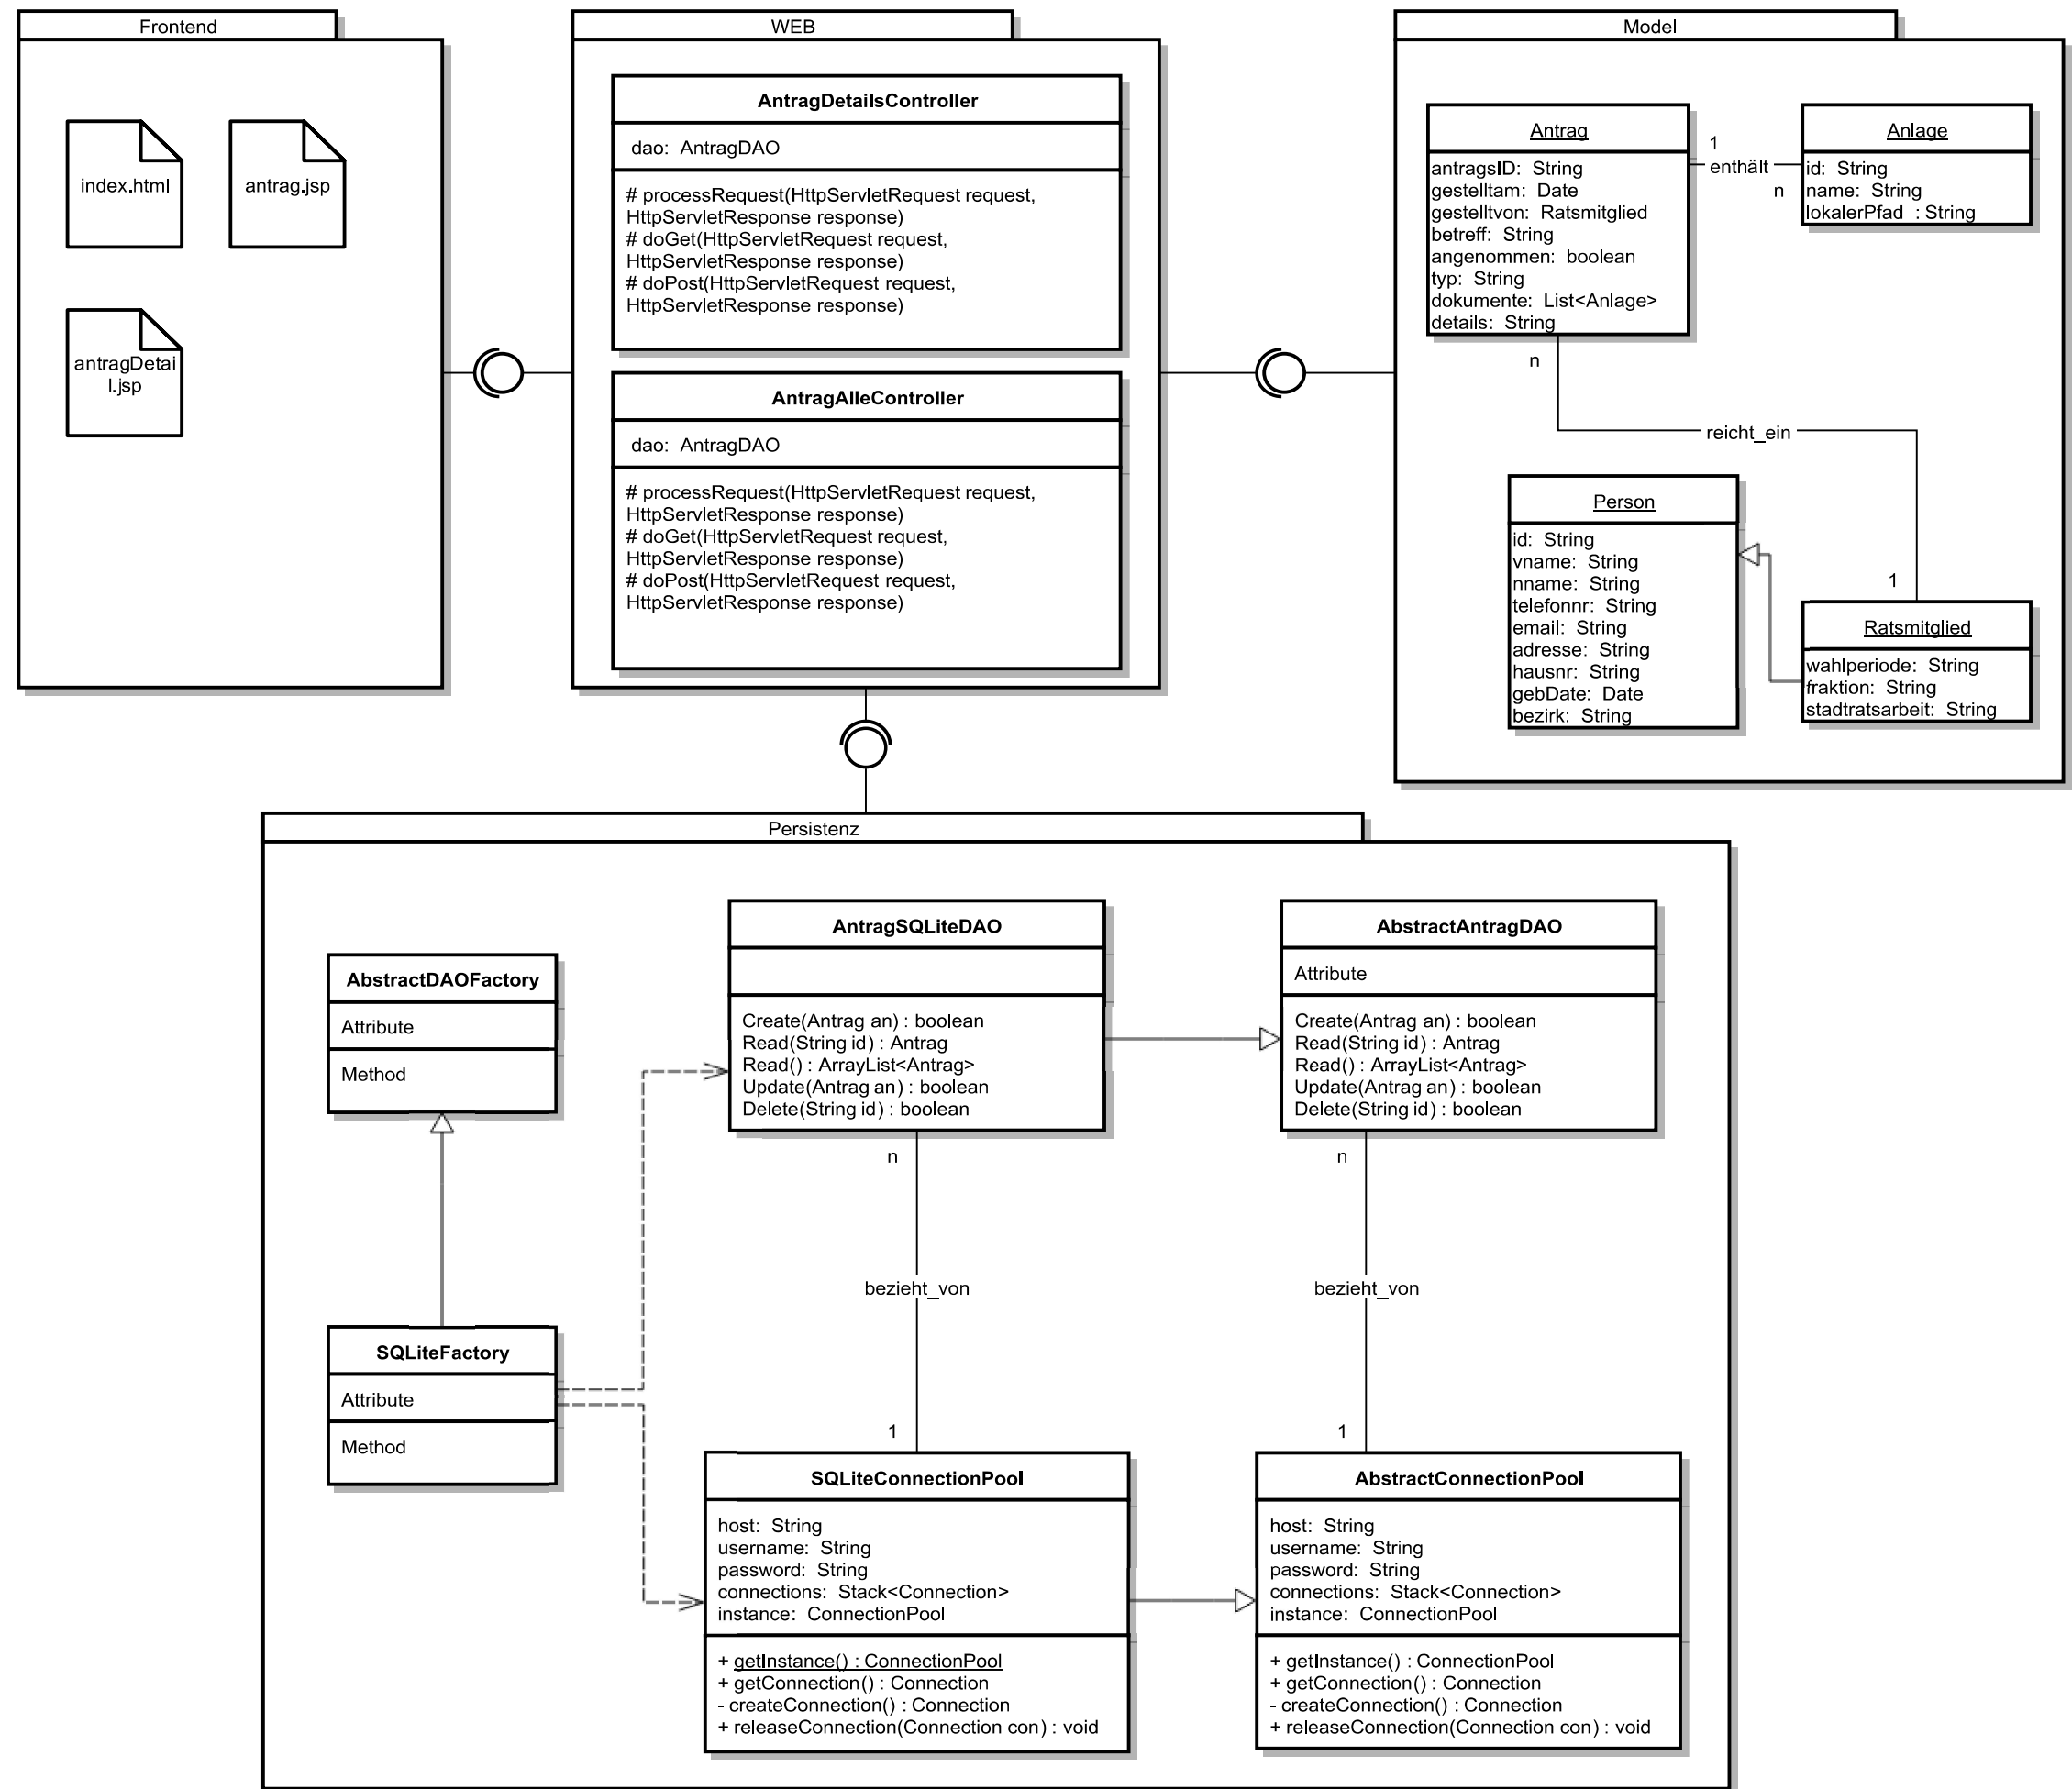 Frontend
index.html
antrag.jsp
antragDetai
l.jsp
WEB
AntragDetailsController
dao: AntragDAO
# processRequest(HttpServletRequest request,
HttpServletResponse response)
# doGet(HttpServletRequest request,
HttpServletResponse response)
# doPost(HttpServletRequest request,
HttpServletResponse response)
AntragAlleController
dao: AntragDAO
# processRequest(HttpServletRequest request,
HttpServletResponse response)
# doGet(HttpServletRequest request,
HttpServletResponse response)
# doPost(HttpServletRequest request,
HttpServletResponse response)
Model
Antrag
antragsID: String
gestelltam: Date
gestelltvon: Ratsmitglied
betreff: String
angenommen: boolean
typ: String
dokumente: List<Anlage>
details: String
1
enthält
n
Anlage
id: String
name: String
lokalerPfad : String
n
reicht_ein
1
Person
id: String
vname: String
nname: String
telefonnr: String
email: String
adresse: String
hausnr: String
gebDate: Date
bezirk: String
Ratsmitglied
wahlperiode: String
fraktion: String
stadtratsarbeit: String
Persistenz
AbstractDAOFactory
Attribute
Method
AntragSQLiteDAO
Create(Antrag an) : boolean
Read(String id) : Antrag
Read() : ArrayList<Antrag>
Update(Antrag an) : boolean
Delete(String id) : boolean
AbstractAntragDAO
Attribute
Create(Antrag an) : boolean
Read(String id) : Antrag
Read() : ArrayList<Antrag>
Update(Antrag an) : boolean
Delete(String id) : boolean
n
bezieht_von
1
n
bezieht_von
1
SQLiteFactory
Attribute
Method
SQLiteConnectionPool
host: String
username: String
password: String
connections: Stack<Connection>
instance: ConnectionPool
+ getInstance() : ConnectionPool
+ getConnection() : Connection
- createConnection() : Connection
+ releaseConnection(Connection con) : void
AbstractConnectionPool
host: String
username: String
password: String
connections: Stack<Connection>
instance: ConnectionPool
+ getInstance() : ConnectionPool
+ getConnection() : Connection
- createConnection() : Connection
+ releaseConnection(Connection con) : void